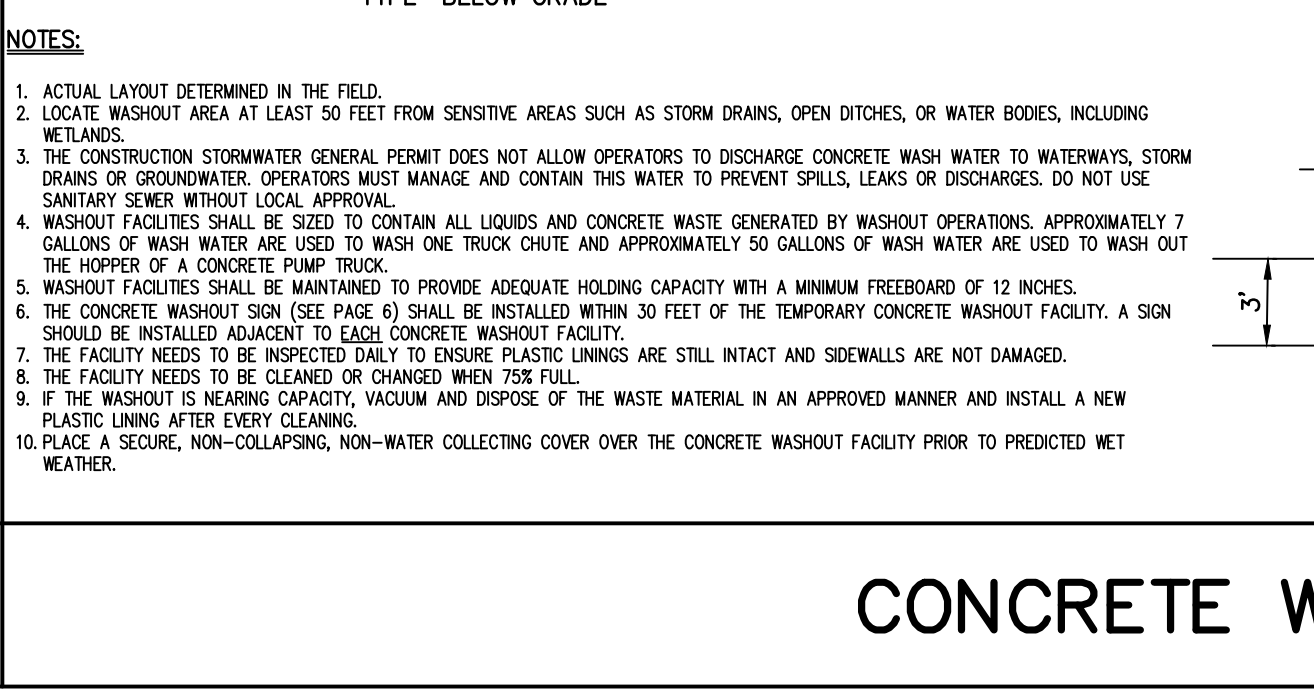 NOTES:
1. ACTUAL LAYOUT DETERMINED IN THE FIELD.
2. LOCATE WASHOUT AREA AT LEAST 50 FEET FROM SENSITIVE AREAS SUCH AS STORM DRAINS, OPEN DITCHES, OR WATER BODIES, INCLUDING
WETLANDS.
3. THE CONSTRUCTION STORMWATER GENERAL PERMIT DOES NOT ALLOW OPERATORS TO DISCHARGE CONCRETE WASH WATER TO WATERWAYS, STORM
DRAINS OR GROUNDWATER. OPERATORS MUST MANAGE AND CONTAIN THIS WATER TO PREVENT SPILLS, LEAKS OR DISCHARGES. DO NOT USE
SANITARY SEWER WITHOUT LOCAL APPROVAL.
4. WASHOUT FACILITIES SHALL BE SIZED TO CONTAIN ALL LIQUIDS AND CONCRETE WASTE GENERATED BY WASHOUT OPERATIONS. APPROXIMATELY 7
GALLONS OF WASH WATER ARE USED TO WASH ONE TRUCK CHUTE AND APPROXIMATELY 50 GALLONS OF WASH WATER ARE USED TO WASH OUT
THE HOPPER OF A CONCRETE PUMP TRUCK.
5. WASHOUT FACILITIES SHALL BE MAINTAINED TO PROVIDE ADEQUATE HOLDING CAPACITY WITH A MINIMUM FREEBOARD OF 12 INCHES.
6. THE CONCRETE WASHOUT SIGN (SEE PAGE 6) SHALL BE INSTALLED WITHIN 30 FEET OF THE TEMPORARY CONCRETE WASHOUT FACILITY. A SIGN
SHOULD BE INSTALLED ADJACENT TO EACH CONCRETE WASHOUT FACILITY.
7. THE FACILITY NEEDS TO BE INSPECTED DAILY TO ENSURE PLASTIC LININGS ARE STILL INTACT AND SIDEWALLS ARE NOT DAMAGED.
8. THE FACILITY NEEDS TO BE CLEANED OR CHANGED WHEN 75% FULL.
9. IF THE WASHOUT IS NEARING CAPACITY, VACUUM AND DISPOSE OF THE WASTE MATERIAL IN AN APPROVED MANNER AND INSTALL A NEW
PLASTIC LINING AFTER EVERY CLEANING.
10. PLACE A SECURE, NON-COLLAPSING, NON-WATER COLLECTING COVER OVER THE CONCRETE WASHOUT FACILITY PRIOR TO PREDICTED WET
WEATHER.
3'
CONCRETE